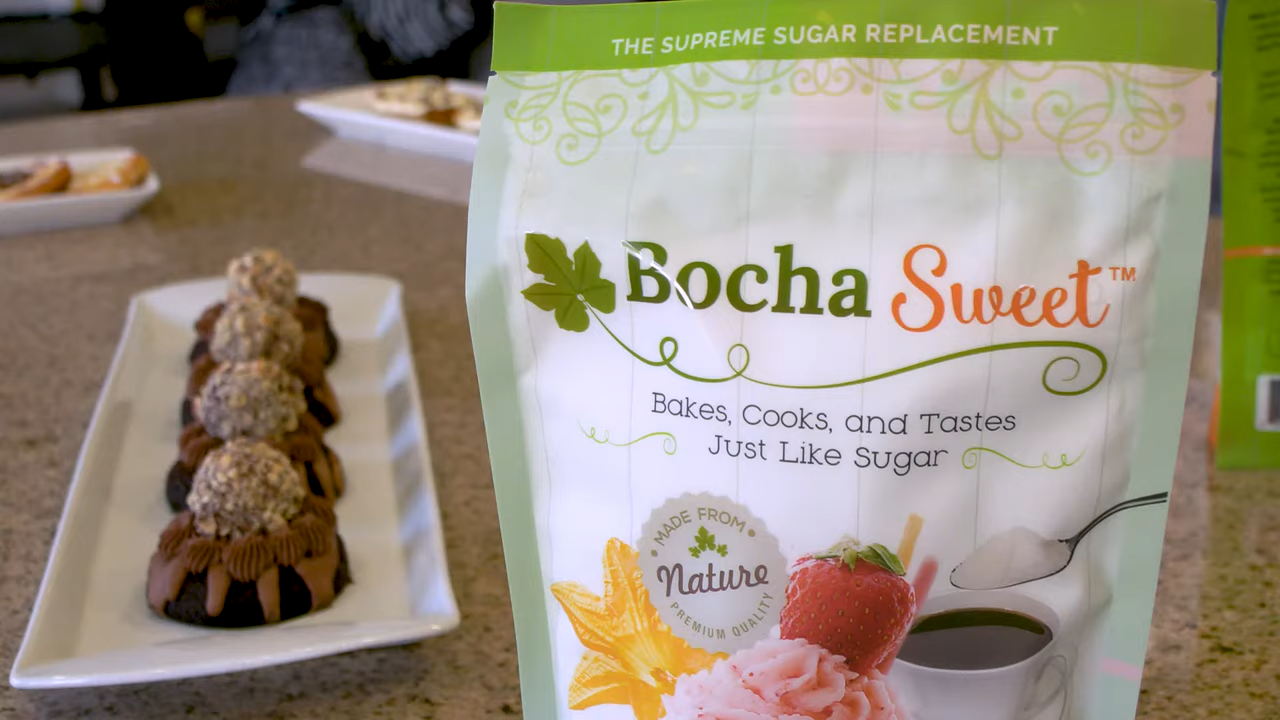 THE SUPREME SUGAR REPLACEMENT
Bocha Sweet™
Bakes, Cooks, and Tastes
Just Like Sugar
MADE FROM
Nature
PREMIUM QUALITY